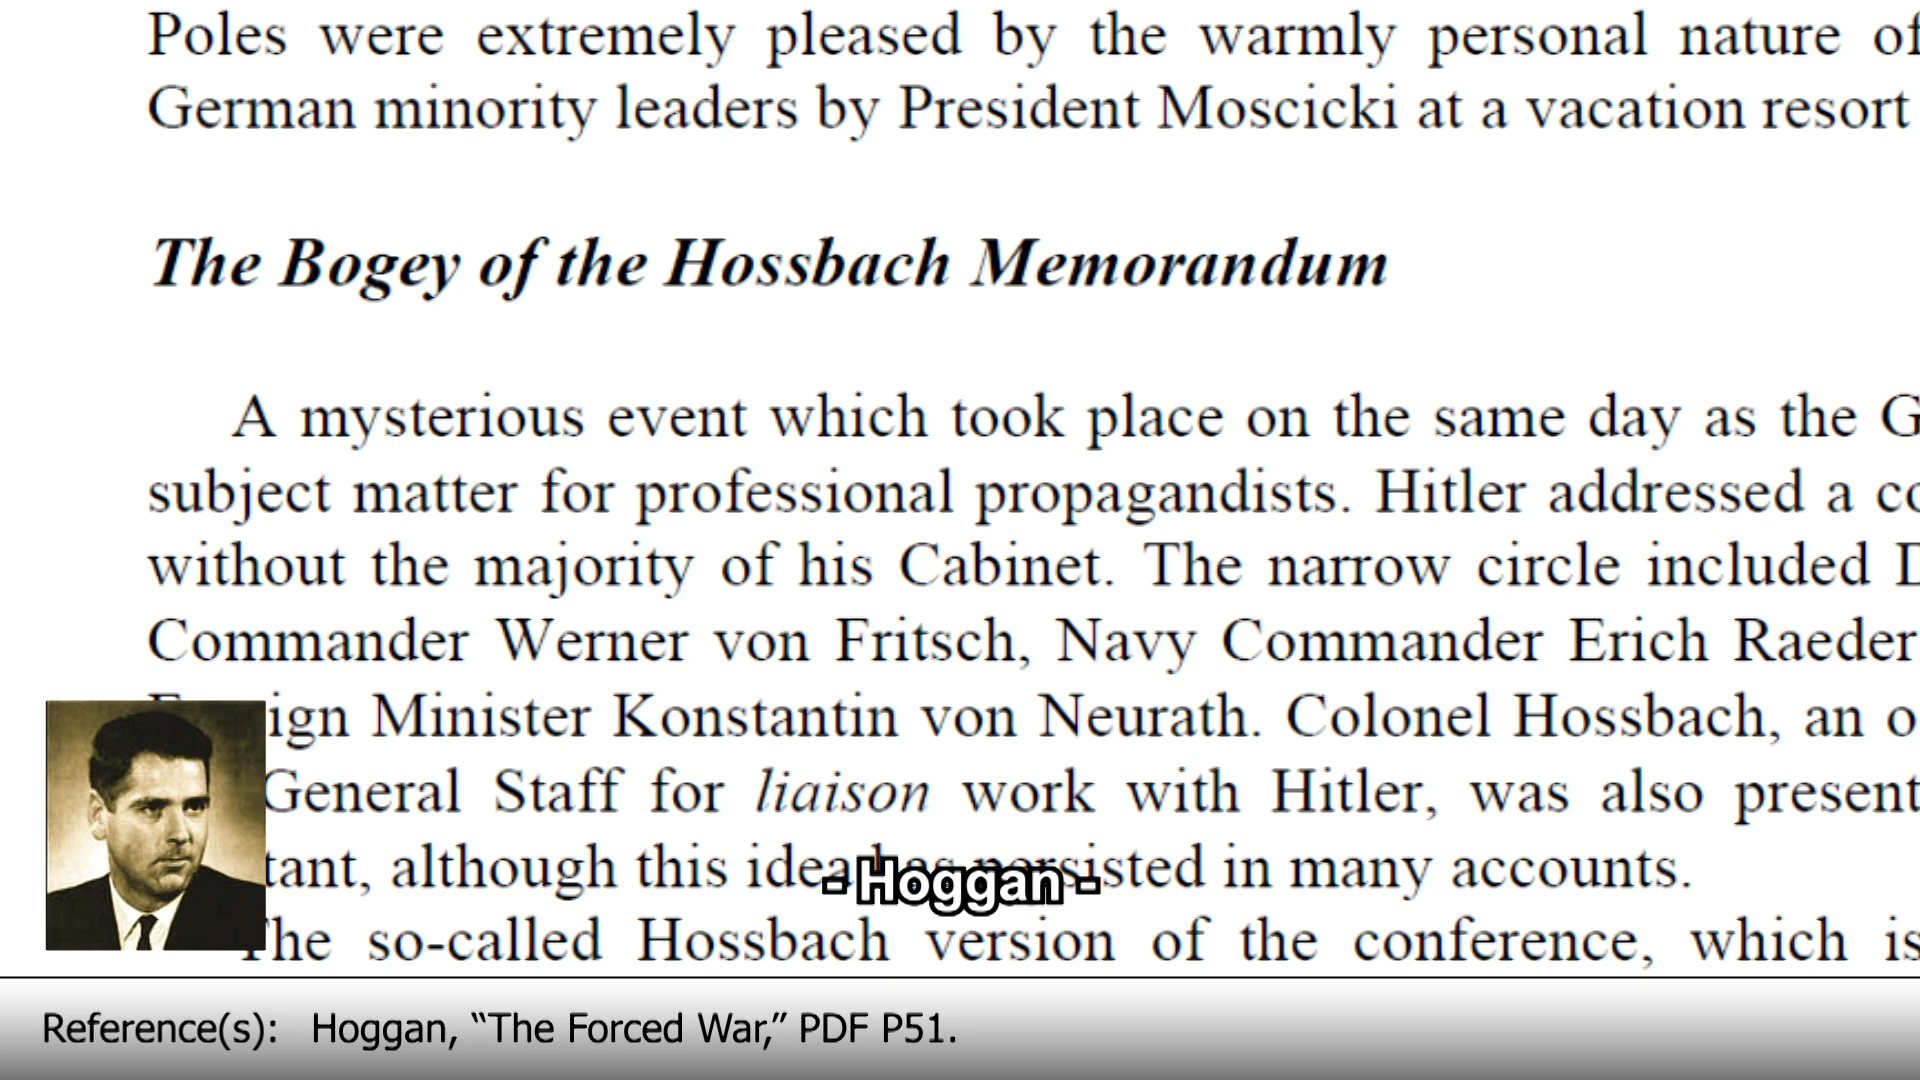 Poles were extremely pleased by the warmly personal nature of
German minority leaders by President Moscicki at a vacation resort
The Bogey of the Hossbach Memorandum
A mysterious event which took place on the same day as the G
subject matter for professional propagandists. Hitler addressed a co
without the majority of his Cabinet. The narrow circle included D
Commander Werner von Fritsch, Navy Commander Erich Raeder
ign Minister Konstantin von Neurath. Colonel Hossbach, an o
General Staff for liaison work with Hitler, was also present
tant, although this idea has persisted in many accounts.
- Hoggan -
The so-called Hossbach version of the conference, which is
Reference(s): Hoggan, “The Forced War,” PDF P51.